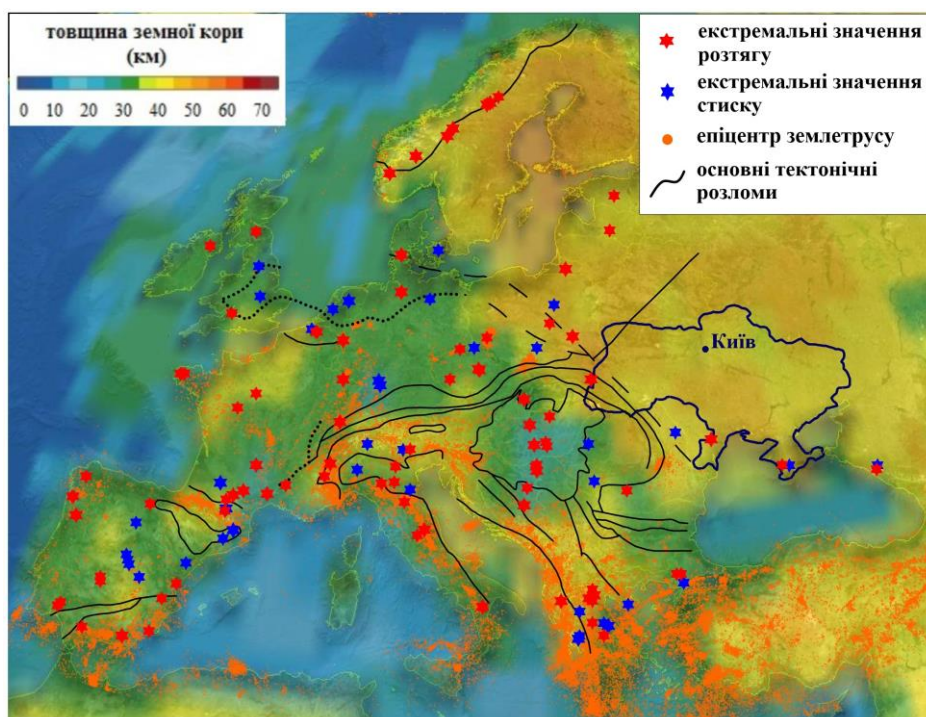 товщина земної кори
(км)
0 10 20 30 40 50 60 70
екстремальні значення
розтягу
екстремальні значення
стиску
епіцентр землетрусу
основні тектонічні
розломи
Київ